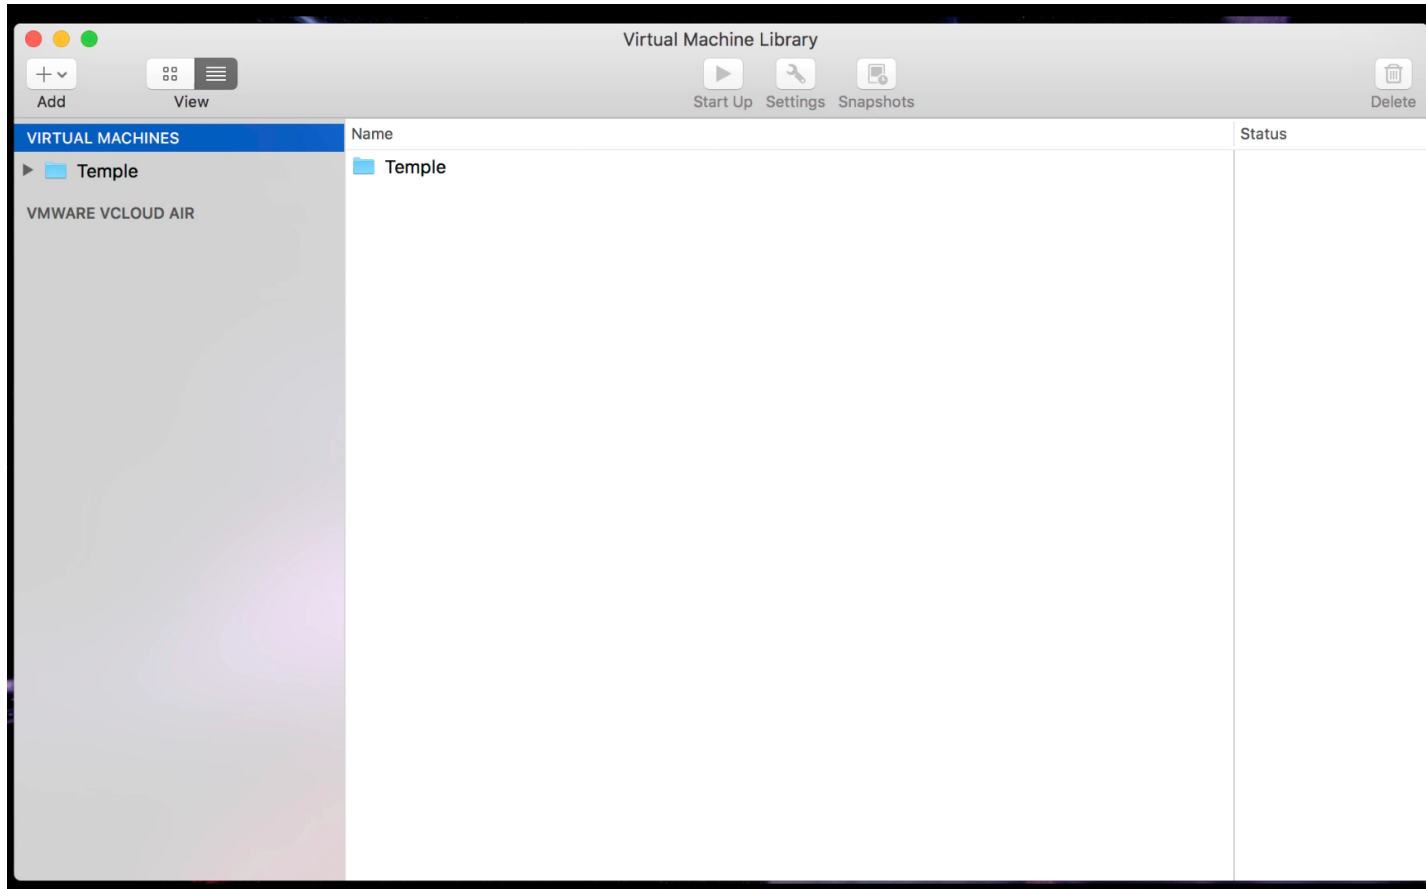 Virtual Machine Library
Add View Start Up Settings Snapshots Delete
VIRTUAL MACHINES
Temple
VMWARE VCLOUD AIR
Name Status
Temple